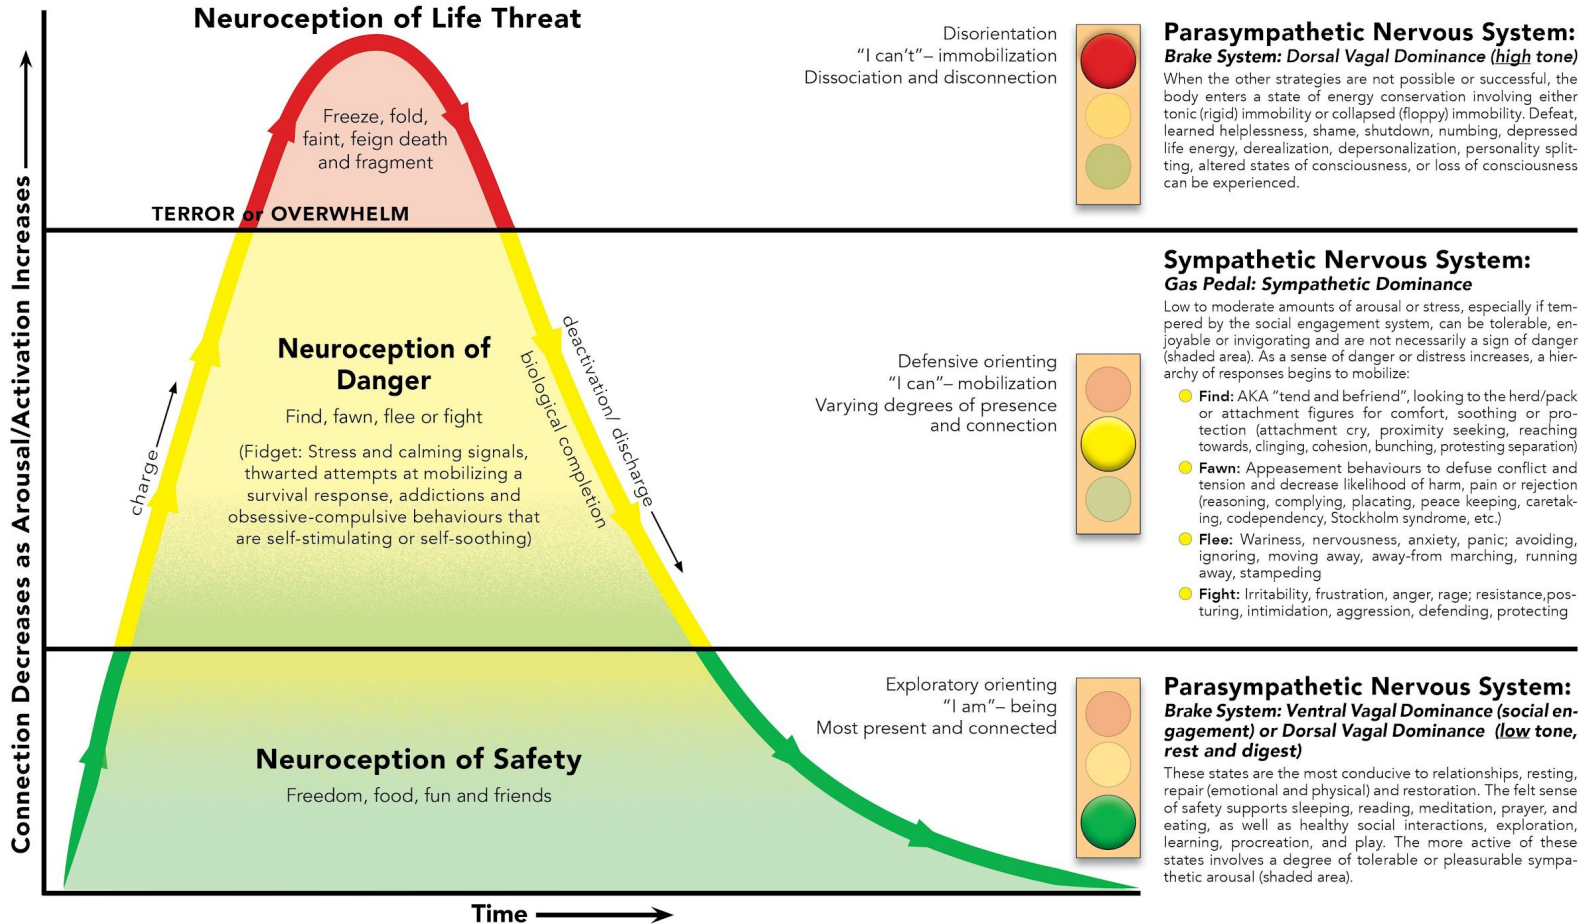 Neuroception of Life Threat
Freeze, fold,
faint, feign death
and fragment
TERROR or OVERWHELM
Connection Decreases as Arousal/Activation Increases
charge
Neuroception of
Danger
Find, fawn, flee or fight
(Fidget: Stress and calming signals,
thwarted attempts at mobilizing a
survival response, addictions and
obsessive-compulsive behaviours that
are self-stimulating or self-soothing)
deactivation/ discharge
biological completion
Neuroception of Safety
Freedom, food, fun and friends
Time
Disorientation
"I can't"– immobilization
Dissociation and disconnection
Parasympathetic Nervous System:
Brake System: Dorsal Vagal Dominance (high tone)
When the other strategies are not possible or successful, the
body enters a state of energy conservation involving either
tonic (rigid) immobility or collapsed (floppy) immobility. Defeat,
learned helplessness, shame, shutdown, numbing, depressed
life energy, derealization, depersonalization, personality split-
ting, altered states of consciousness, or loss of consciousness
can be experienced.
Defensive orienting
"I can"– mobilization
Varying degrees of presence
and connection
Sympathetic Nervous System:
Gas Pedal: Sympathetic Dominance
Low to moderate amounts of arousal or stress, especially if tem-
pered by the social engagement system, can be tolerable, en-
joyable or invigorating and are not necessarily a sign of danger
(shaded area). As a sense of danger or distress increases, a hier-
archy of responses begins to mobilize:
Find: AKA "tend and befriend", looking to the herd/pack
or attachment figures for comfort, soothing or pro-
tection (attachment cry, proximity seeking, reaching
towards, clinging, cohesion, bunching, protesting separation)
Fawn: Appeasement behaviours to defuse conflict and
tension and decrease likelihood of harm, pain or rejection
(reasoning, complying, placating, peace keeping, caretak-
ing, codependency, Stockholm syndrome, etc.)
Flee: Wariness, nervousness, anxiety, panic; avoiding,
ignoring, moving away, away-from marching, running
away, stampeding
Fight: Irritability, frustration, anger, rage; resistance,pos-
turing, intimidation, aggression, defending, protecting
Exploratory orienting
"I am"– being
Most present and connected
Parasympathetic Nervous System:
Brake System: Ventral Vagal Dominance (social en-
gagement) or Dorsal Vagal Dominance (low tone,
rest and digest)
These states are the most conducive to relationships, resting,
repair (emotional and physical) and restoration. The felt sense
of safety supports sleeping, reading, meditation, prayer, and
eating, as well as healthy social interactions, exploration,
learning, procreation, and play. The more active of these
states involves a degree of tolerable or pleasurable sympa-
thetic arousal (shaded area).